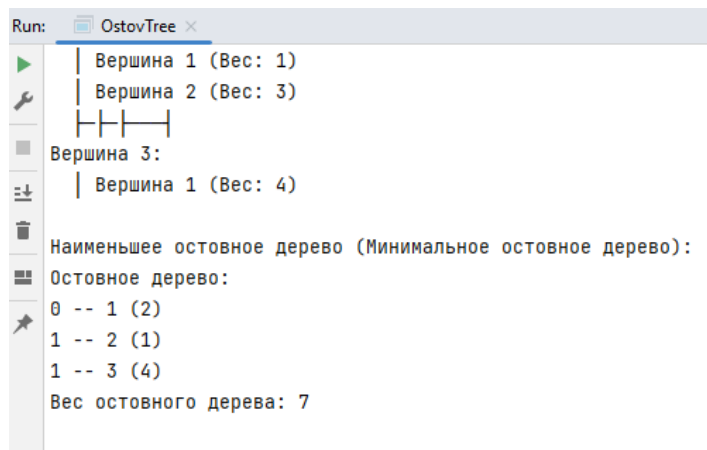 Run: OstovTree
| Вершина 1 (Вес: 1)
| Вершина 2 (Вес: 3)
├─├─├──┤
Вершина 3:
| Вершина 1 (Вес: 4)
Наименьшее остовное дерево (Минимальное остовное дерево):
Остовное дерево:
0 -- 1 (2)
1 -- 2 (1)
1 -- 3 (4)
Вес остовного дерева: 7